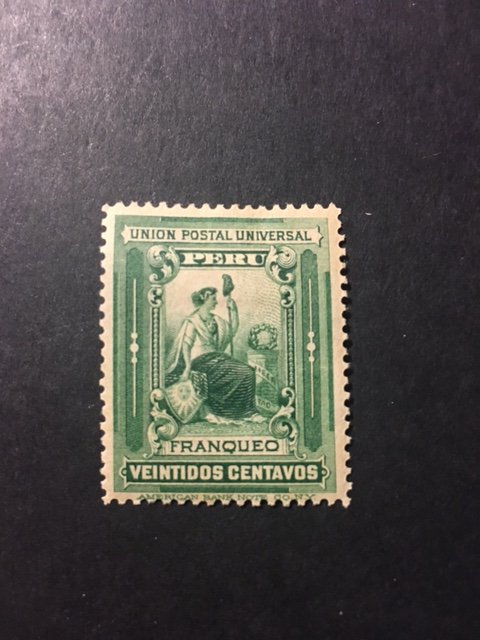 UNION POSTAL UNIVERSAL
PERU
FRANQUEO
VEINTIDOS CENTAVOS
AMERICAN BANK NOTE CO. N.Y.